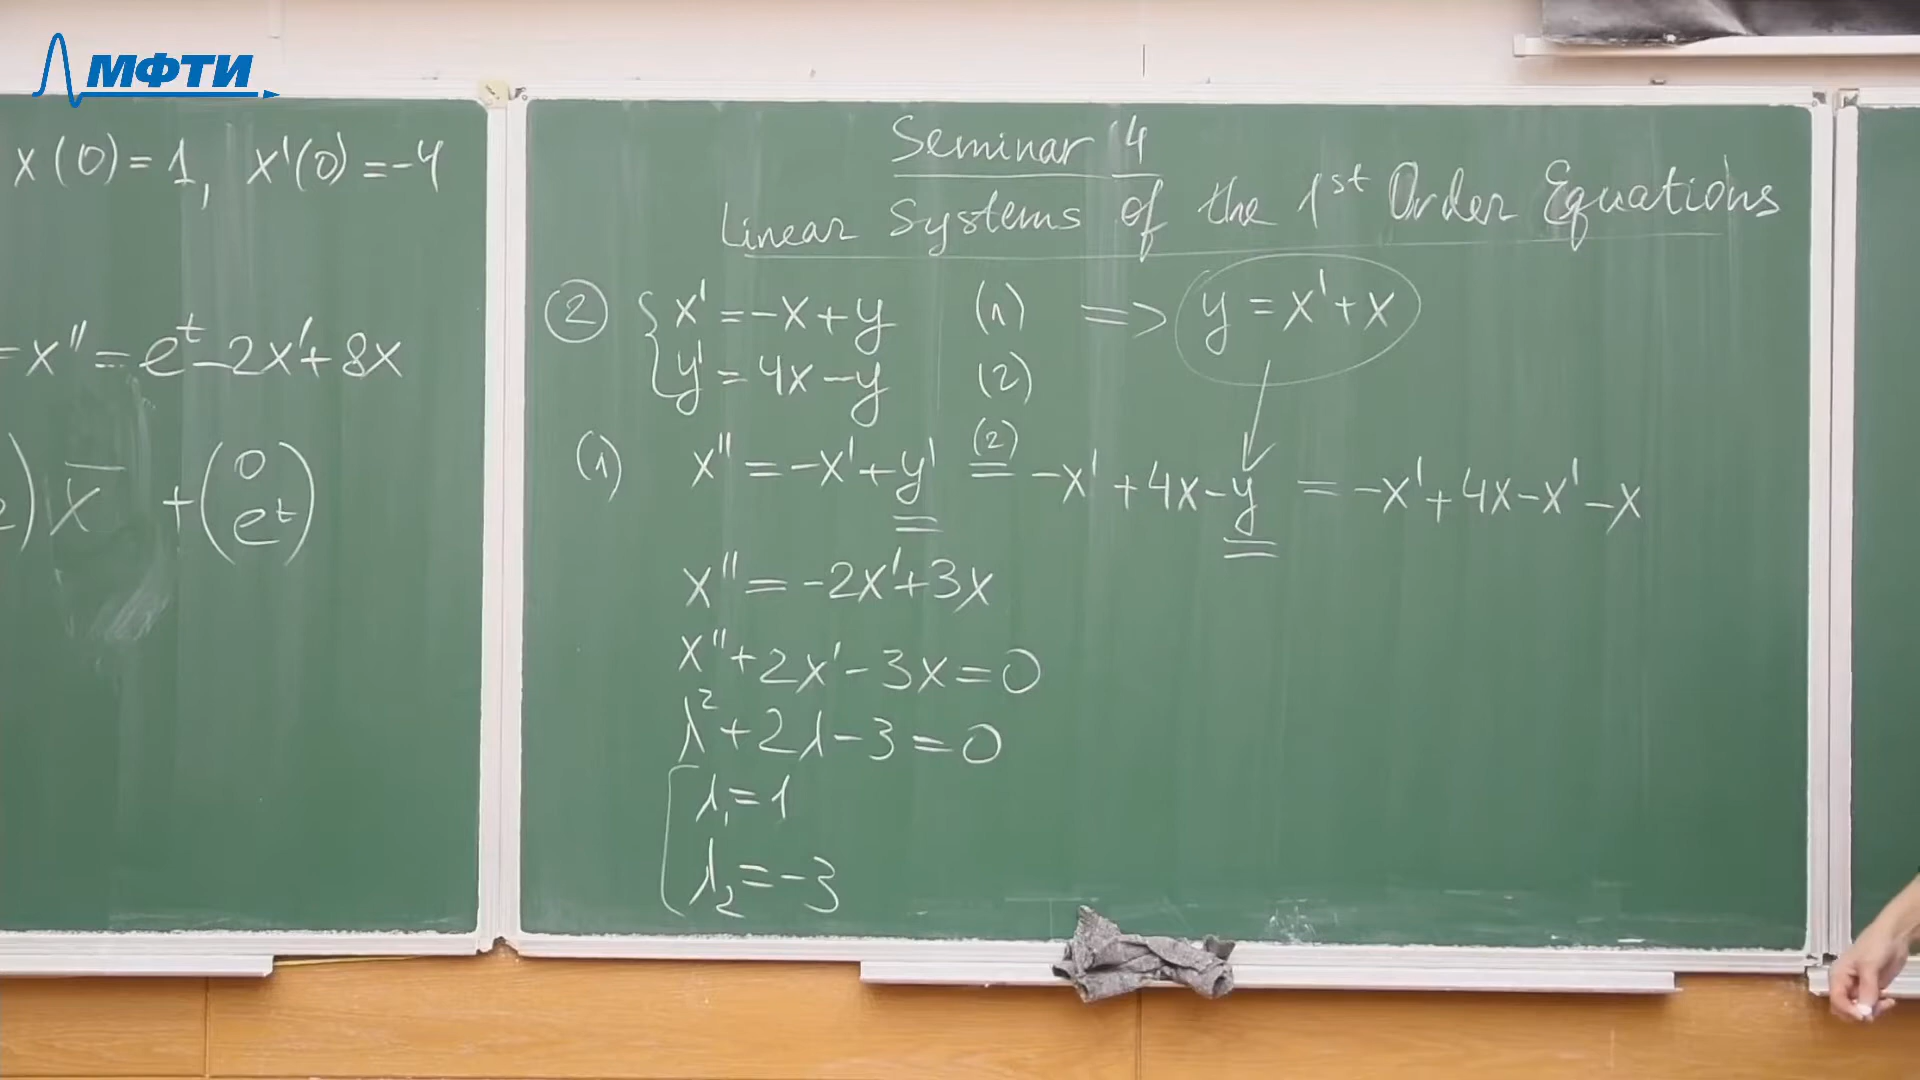 МФТИ
x(0)=1, x'(0)=-4
=x''=e^t-2x'+8x
)x̅ +(0
e^t)
Seminar 4
Linear Systems of the 1st Order Equations
② { x'=-x+y (1) => y=x'+x
y'=4x-y (2)
(1) x''=-x'+y' (2)= -x'+4x-y = -x'+4x-x'-x
x''=-2x'+3x
x''+2x'-3x=0
λ²+2λ-3=0
[ λ₁=1
λ₂=-3